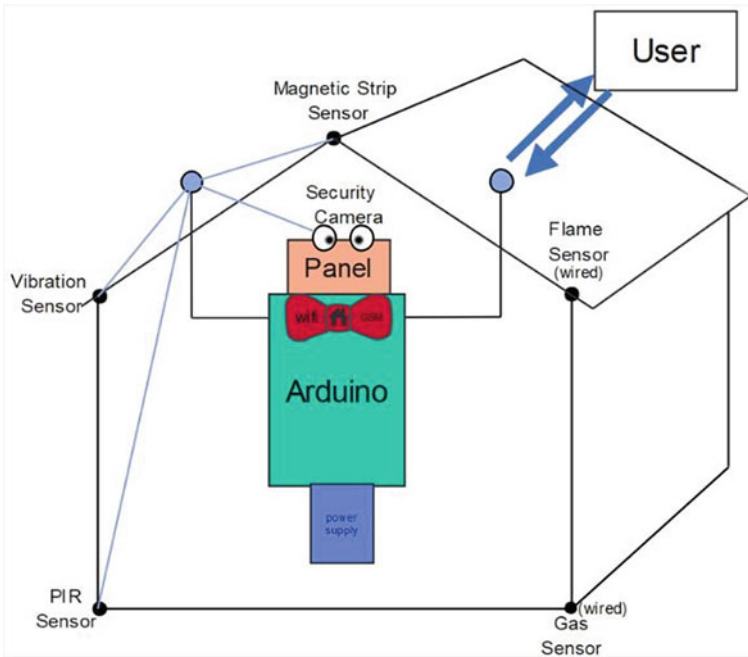 User
Magnetic Strip
Sensor
Security
Camera
Flame
Sensor
(wired)
Panel
Vibration
Sensor
wifi
GSM
Arduino
power
supply
PIR
Sensor
(wired)
Gas
Sensor